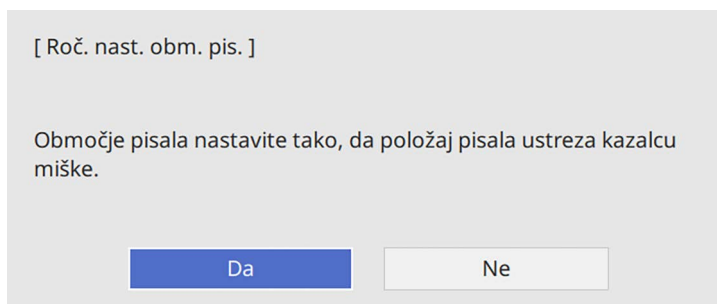 [ Roč. nast. obm. pis. ]
Območje pisala nastavite tako, da položaj pisala ustreza kazalcu
miške.
Da
Ne